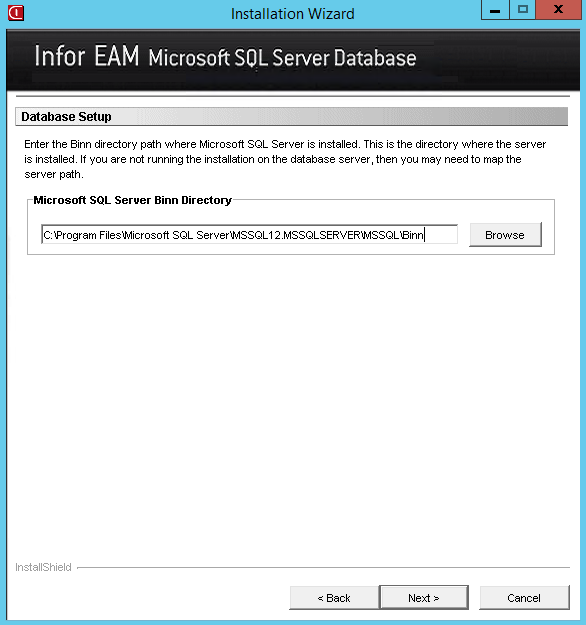 Installation Wizard
Infor EAM Microsoft SQL Server Database
Database Setup
Enter the Binn directory path where Microsoft SQL Server is installed. This is the directory where the server
is installed. If you are not running the installation on the database server, then you may need to map the
server path.
Microsoft SQL Server Binn Directory
C:\Program Files\Microsoft SQL Server\MSSQL12.MSSQLSERVER\MSSQL\Binn
Browse
InstallShield
< Back
Next >
Cancel